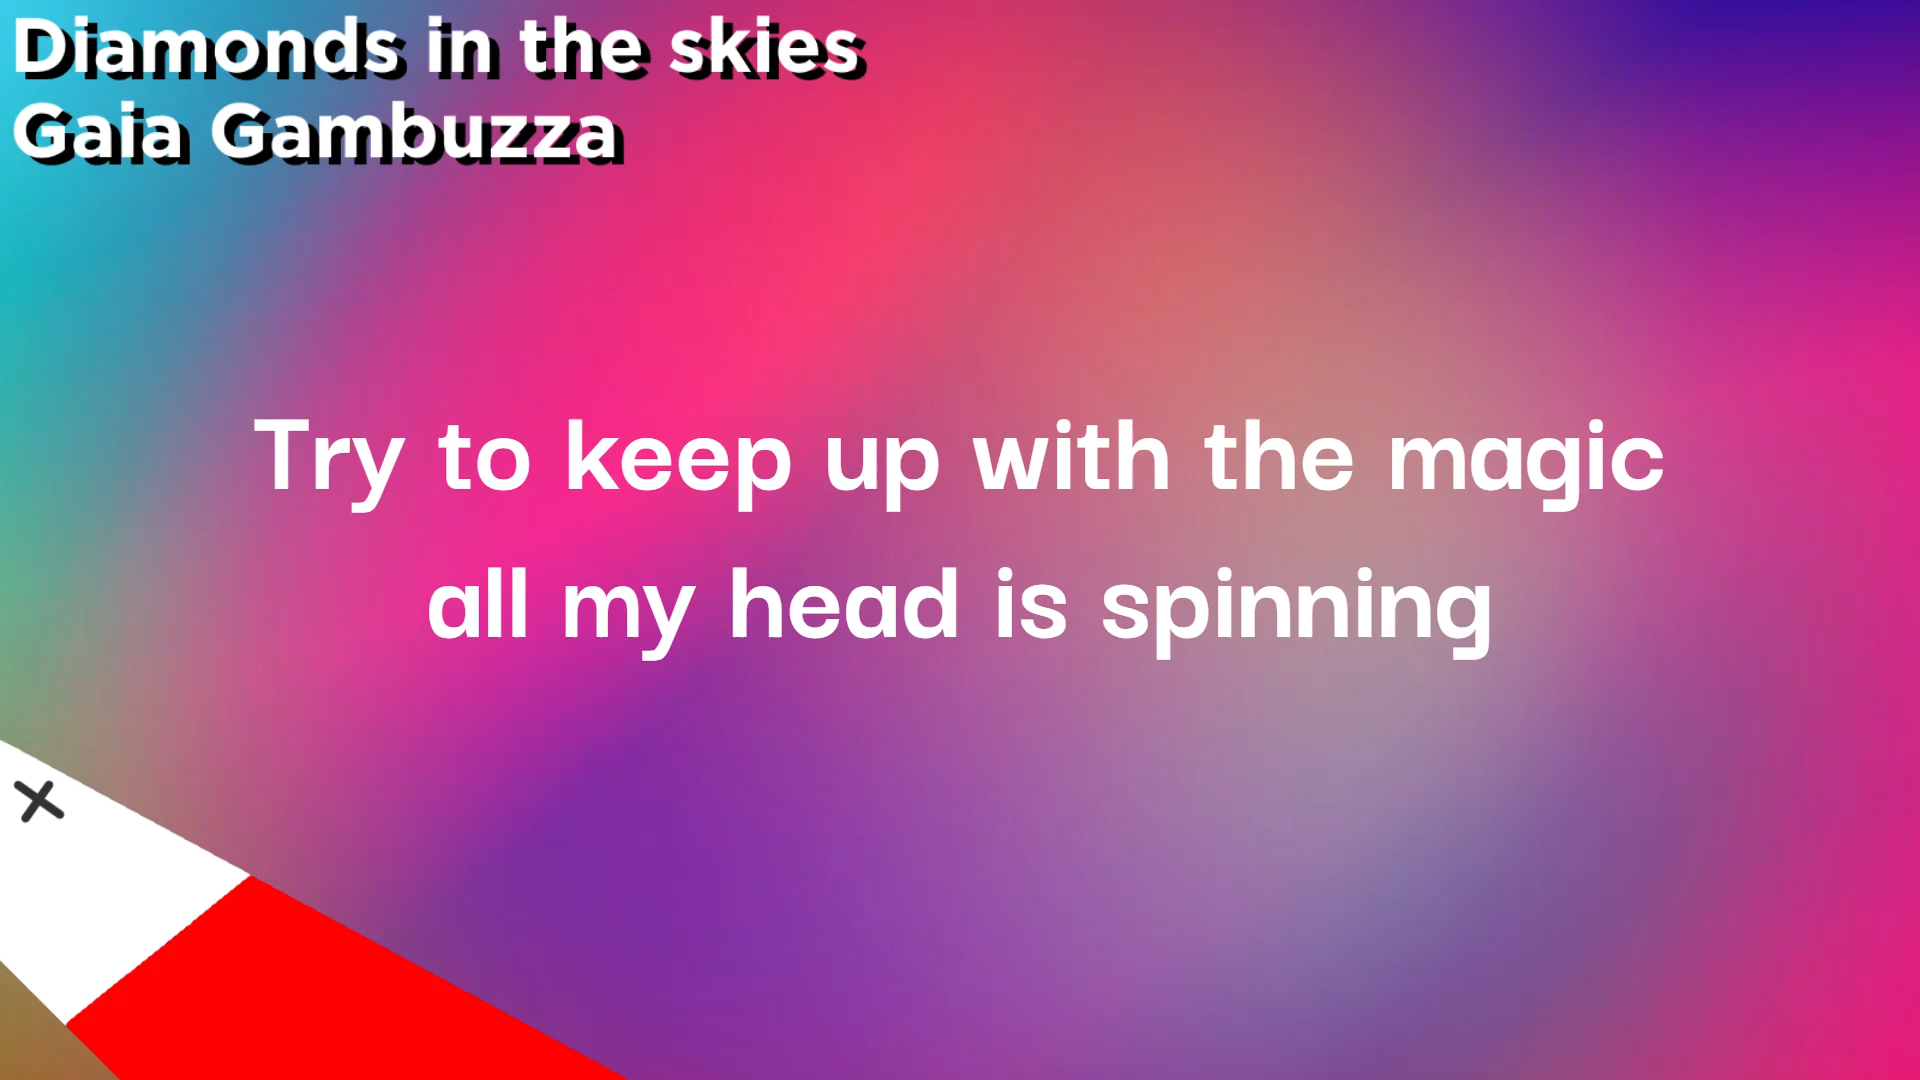 Diamonds in the skies
Gaia Gambuzza
Try to keep up with the magic
all my head is spinning